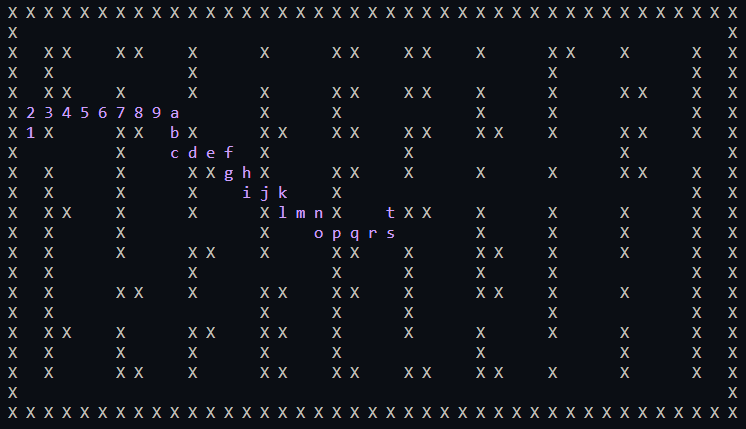 X X X X X X X X X X X X X X X X X X X X X X X X X X X X X X X X X X X X X X X X X
X                                                                               X
X   X X     X X     X       X       X X     X X     X       X X     X       X   X
X   X               X                                       X               X   X
X   X X     X       X       X       X X     X X     X       X       X X     X   X
X 2 3 4 5 6 7 8 9 a         X       X               X       X               X   X
X 1 X       X X   b X       X X     X X     X X     X X     X       X X     X   X
X           X     c d e f   X               X                       X           X
X   X       X       X X g h X       X X     X       X       X       X X     X   X
X   X       X       X     i j k     X                                       X   X
X   X X     X       X       X l m n X     t X X     X       X       X       X   X
X   X       X               X     o p q r s         X       X       X       X   X
X   X       X       X X     X       X X     X       X X     X       X       X   X
X   X               X               X       X               X               X   X
X   X       X X     X       X X     X X     X       X X     X       X       X   X
X   X                       X       X       X               X               X   X
X   X X     X       X X     X X     X       X       X       X       X       X   X
X   X       X       X       X       X               X               X       X   X
X   X       X X     X       X X     X X     X X     X X     X       X       X   X
X                                                                               X
X X X X X X X X X X X X X X X X X X X X X X X X X X X X X X X X X X X X X X X X X